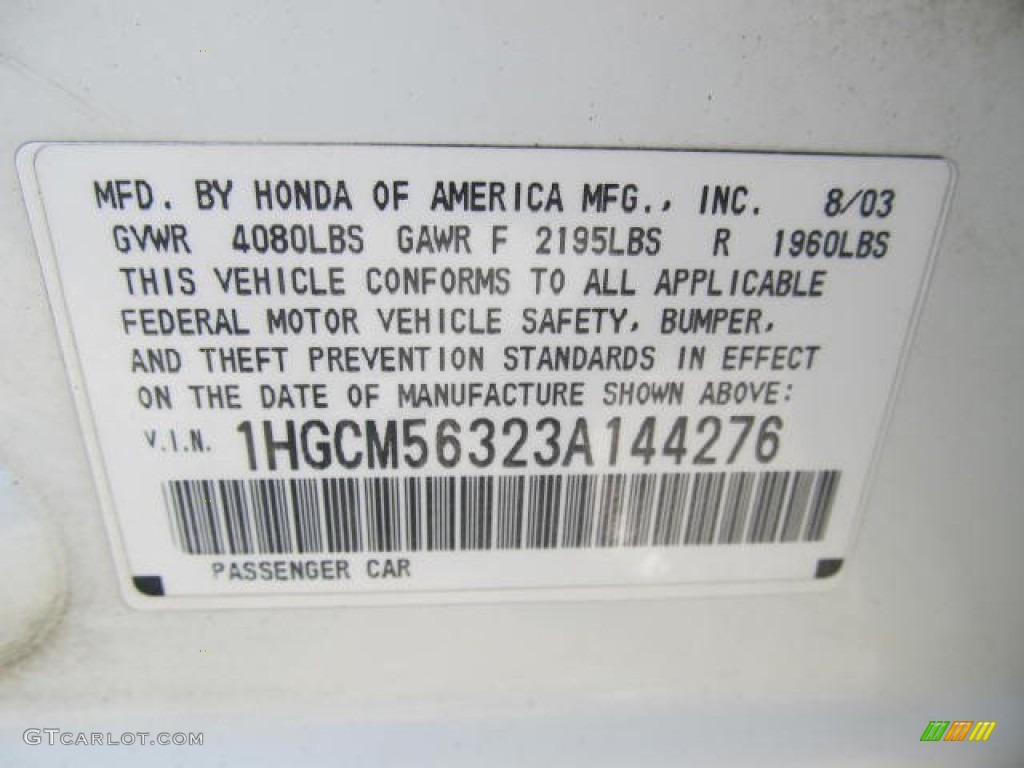 MFD. BY HONDA OF AMERICA MFG., INC. 8/03
GVWR 4080LBS GAWR F 2195LBS R 1960LBS
THIS VEHICLE CONFORMS TO ALL APPLICABLE
FEDERAL MOTOR VEHICLE SAFETY, BUMPER,
AND THEFT PREVENTION STANDARDS IN EFFECT
ON THE DATE OF MANUFACTURE SHOWN ABOVE:
V.I.N. 1HGCM56323A144276
PASSENGER CAR
GTCARLOT.COM